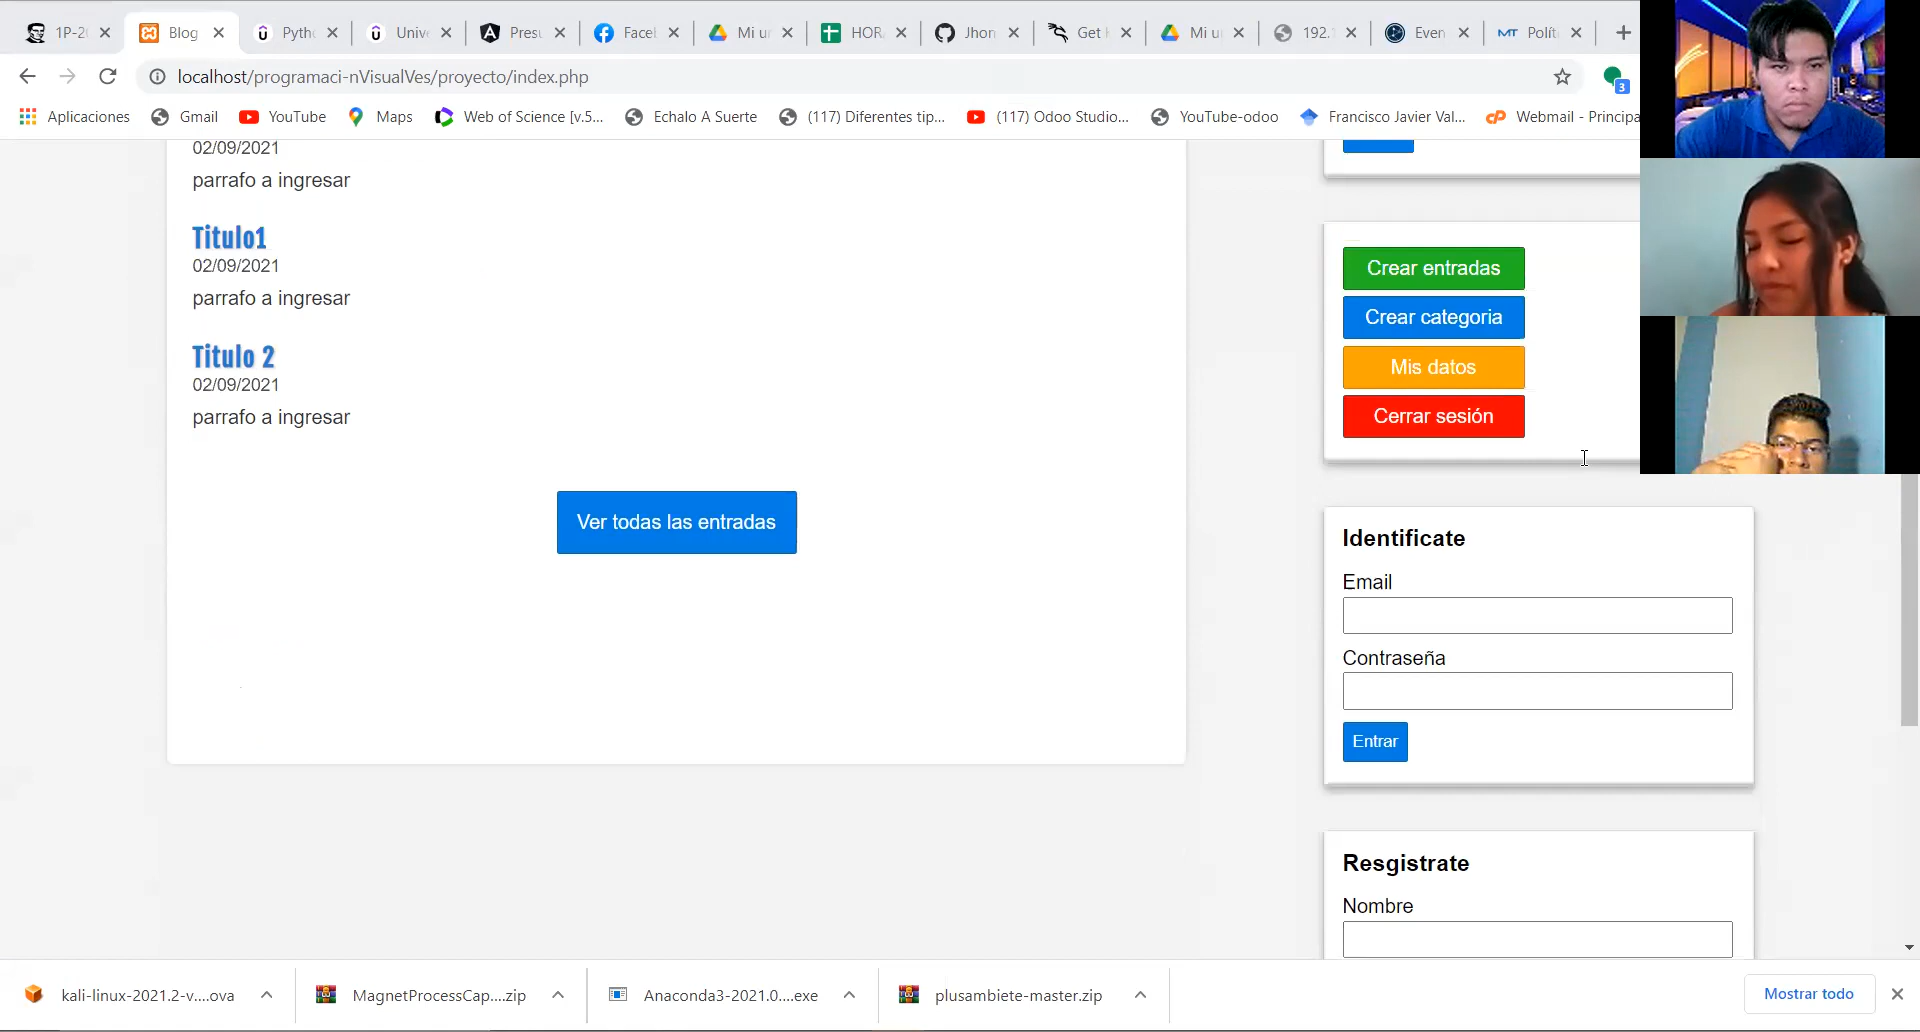 1P-2
Blog
Pyth
Univ
Presu
Facel
Mi u
HOR
Jhon
Get
Mi u
192.
Even
Polít
localhost/programaci-nVisualVes/proyecto/index.php
3
Aplicaciones
Gmail
YouTube
Maps
Web of Science [v.5...
Echalo A Suerte
(117) Diferentes tip...
(117) Odoo Studio...
YouTube-odoo
Francisco Javier Val...
Webmail - Principa
02/09/2021
parrafo a ingresar
Titulo1
02/09/2021
parrafo a ingresar
Titulo 2
02/09/2021
parrafo a ingresar
Ver todas las entradas
Crear entradas
Crear categoria
Mis datos
Cerrar sesión
Identificate
Email
Contraseña
Entrar
Resgistrate
Nombre
kali-linux-2021.2-v....ova
MagnetProcessCap....zip
Anaconda3-2021.0....exe
plusambiete-master.zip
Mostrar todo